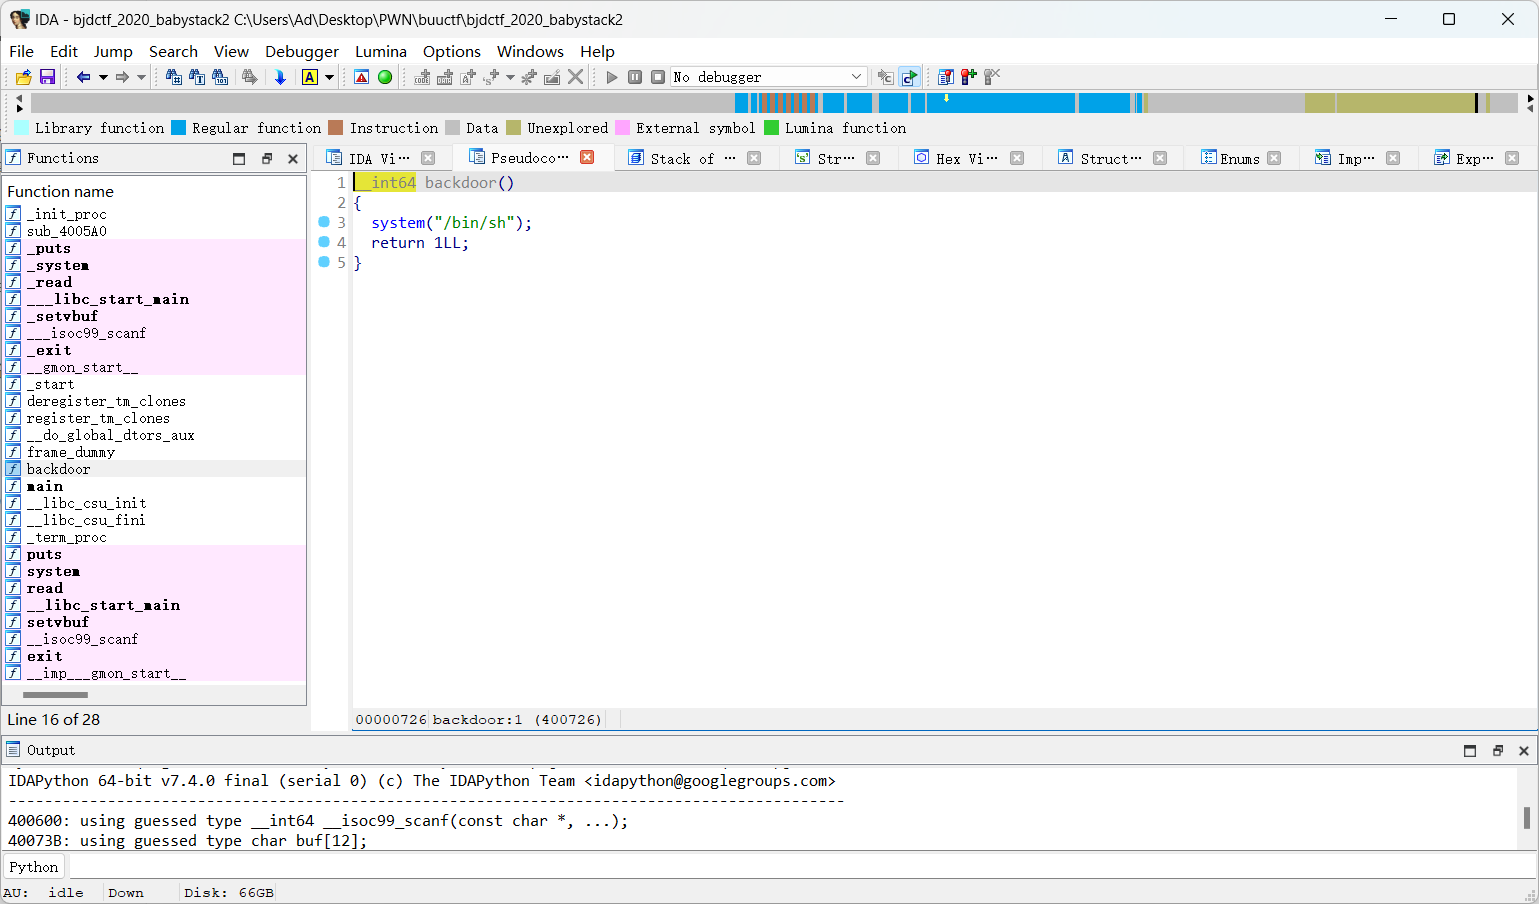 IDA - bjdctf_2020_babystack2 C:\Users\Ad\Desktop\PWN\buuctf\bjdctf_2020_babystack2
File Edit Jump Search View Debugger Lumina Options Windows Help
No debugger
Library function Regular function Instruction Data Unexplored External symbol Lumina function
Functions
IDA Vi··· Pseudoco··· Stack of ··· Str··· Hex Vi··· Struct··· Enums Imp··· Exp···
Function name
_init_proc
sub_4005A0
_puts
_system
_read
___libc_start_main
_setvbuf
___isoc99_scanf
_exit
__gmon_start__
_start
deregister_tm_clones
register_tm_clones
__do_global_dtors_aux
frame_dummy
backdoor
main
__libc_csu_init
__libc_csu_fini
_term_proc
puts
system
read
__libc_start_main
setvbuf
__isoc99_scanf
exit
__imp___gmon_start__
Line 16 of 28
1 __int64 backdoor()
2 {
3 system("/bin/sh");
4 return 1LL;
5 }
00000726 backdoor:1 (400726)
Output
IDAPython 64-bit v7.4.0 final (serial 0) (c) The IDAPython Team <idapython@googlegroups.com>
---------------------------------------------------------------------------------------------
400600: using guessed type __int64 __isoc99_scanf(const char *, ...);
40073B: using guessed type char buf[12];
Python
AU: idle Down Disk: 66GB